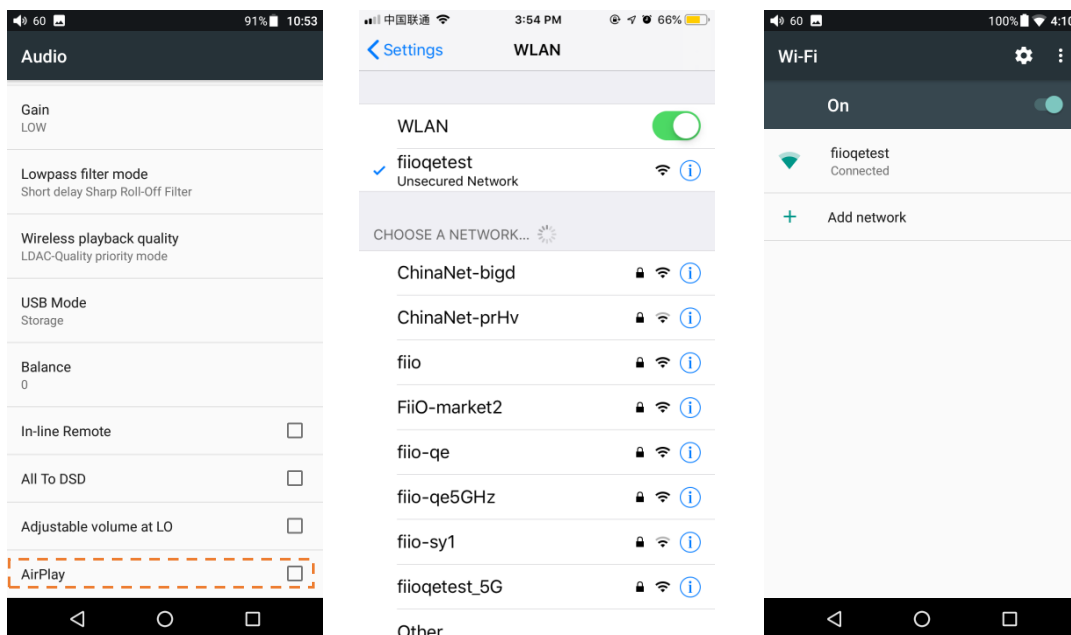 60 91% 10:53
Audio
Gain
LOW
Lowpass filter mode
Short delay Sharp Roll-Off Filter
Wireless playback quality
LDAC-Quality priority mode
USB Mode
Storage
Balance
0
In-line Remote
All To DSD
Adjustable volume at LO
AirPlay
中国联通 3:54 PM 66%
Settings WLAN
WLAN
fiioqetest
Unsecured Network
CHOOSE A NETWORK...
ChinaNet-bigd
ChinaNet-prHv
fiio
FiiO-market2
fiio-qe
fiio-qe5GHz
fiio-sy1
fiioqetest_5G
Other
60 100% 4:10
Wi-Fi
On
fiioqetest
Connected
Add network